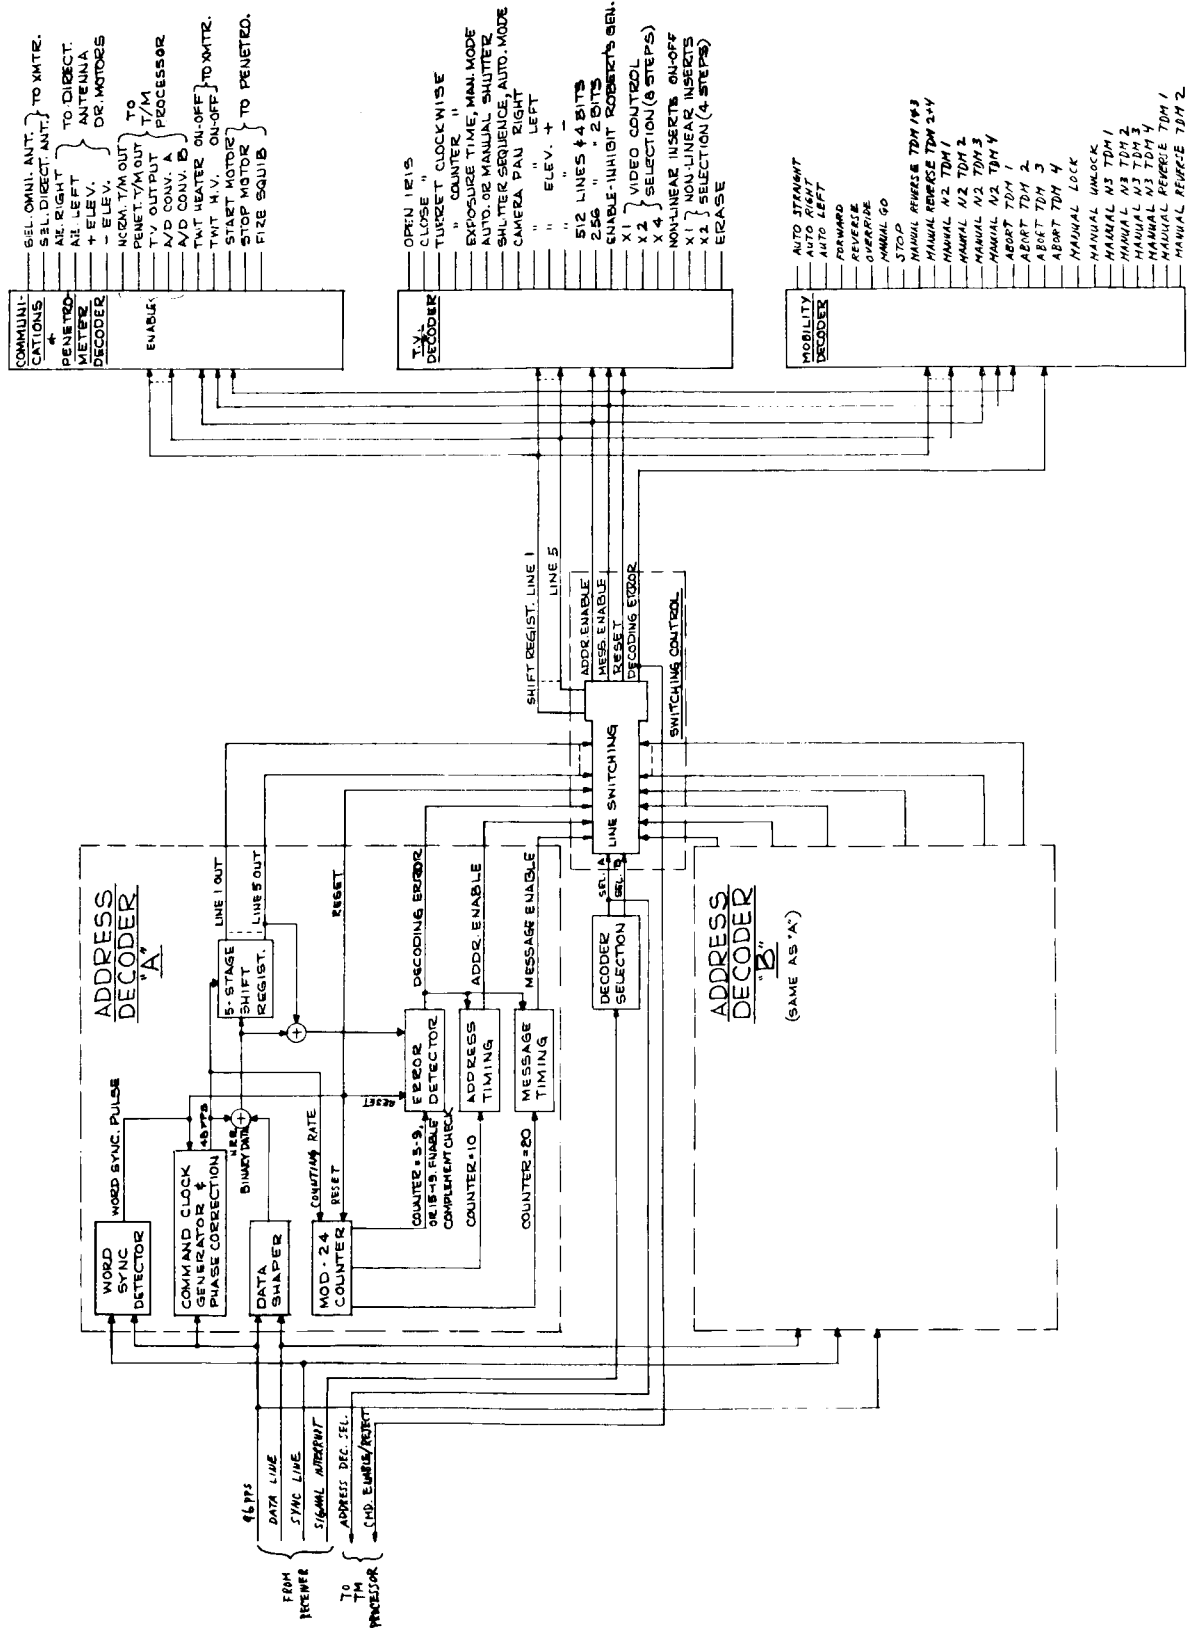 COMMUNI-
CATIONS
+
PENETRO-
METER
DECODER
ENABLES
SEL. OMNI. ANT. } TO XMTR.
SEL. DIRECT. ANT.
AZ. RIGHT } TO DIRECT.
AZ. LEFT ANTENNA
+ ELEV. DR. MOTORS
- ELEV.
NORM. T/M OUT } TO
PENET. T/M OUT T/M
TV OUTPUT PROCESSOR
A/D CONV. A
A/D CONV. B
TWT HEATER ON-OFF } TO XMTR
TWT H.V. ON-OFF
START MOTOR } TO PENETRO.
STOP MOTOR
FIRE SQUIB
T.V.
DECODER
OPEN IRIS
CLOSE "
TURRET CLOCKWISE
" COUNTER "
EXPOSURE TIME, MAN. MODE
AUTO. OR MANUAL SHUTTER
SHUTTER SEQUENCE, AUTO. MODE
CAMERA PAN RIGHT
" " LEFT
" ELEV. +
" " -
512 LINES & 4 BITS
256 " " 2 BITS
ENABLE-INHIBIT ROBERTS GEN.
X1 } VIDEO CONTROL
X2 SELECTION (8 STEPS)
X4
NON-LINEAR INSERTS ON-OFF
X1 } NON-LINEAR INSERTS
X2 SELECTION (4 STEPS)
ERASE
MOBILITY
DECODER
AUTO STRAIGHT
AUTO RIGHT
AUTO LEFT
FORWARD
REVERSE
OVERRIDE
MANUAL GO
STOP
MANUAL REVERSE TDM 1+3
MANUAL REVERSE TDM 2+4
MANUAL N2 TDM 1
MANUAL N2 TDM 2
MANUAL N2 TDM 3
MANUAL N2 TDM 4
ABORT TDM 1
ABORT TDM 2
ABORT TDM 3
ABORT TDM 4
MANUAL LOCK
MANUAL UNLOCK
MANUAL N3 TDM 1
MANUAL N3 TDM 2
MANUAL N3 TDM 3
MANUAL N3 TDM 4
MANUAL REVERSE TDM 1
MANUAL REVERSE TDM 2
SHIFT REGIST. LINE 1
LINE 5
ADDR. ENABLE
MESS. ENABLE
RESET
DECODING ERROR
SWITCHING CONTROL
LINE SWITCHING
SEL. A
SEL. B
ADDRESS
DECODER
"A"
LINE 1 OUT
LINE 5 OUT
5-STAGE
SHIFT
REGIST.
RESET
DECODING ERROR
ADDR. ENABLE
MESSAGE ENABLE
DECODER
SELECTION
ERROR
DETECTOR
ADDRESS
TIMING
MESSAGE
TIMING
RESET
WORD SYNC. PULSE
48 PPS
BINARY DATA
COUNTING RATE
RESET
COUNTER = 5-9,
OR 15-19. ENABLE
COMPLEMENT CHECK
COUNTER = 10
COUNTER = 20
WORD
SYNC
DETECTOR
COMMAND CLOCK
GENERATOR &
PHASE CORRECTION
DATA
SHAPER
MOD-24
COUNTER
ADDRESS
DECODER
"B"
(SAME AS "A")
96 PPS
DATA LINE
SYNC LINE
SIGNAL INTERRUPT
ADDRESS DEC. SEL.
CMD. ENABLE/REJECT
FROM
RECEIVER
TO
TM
PROCESSOR